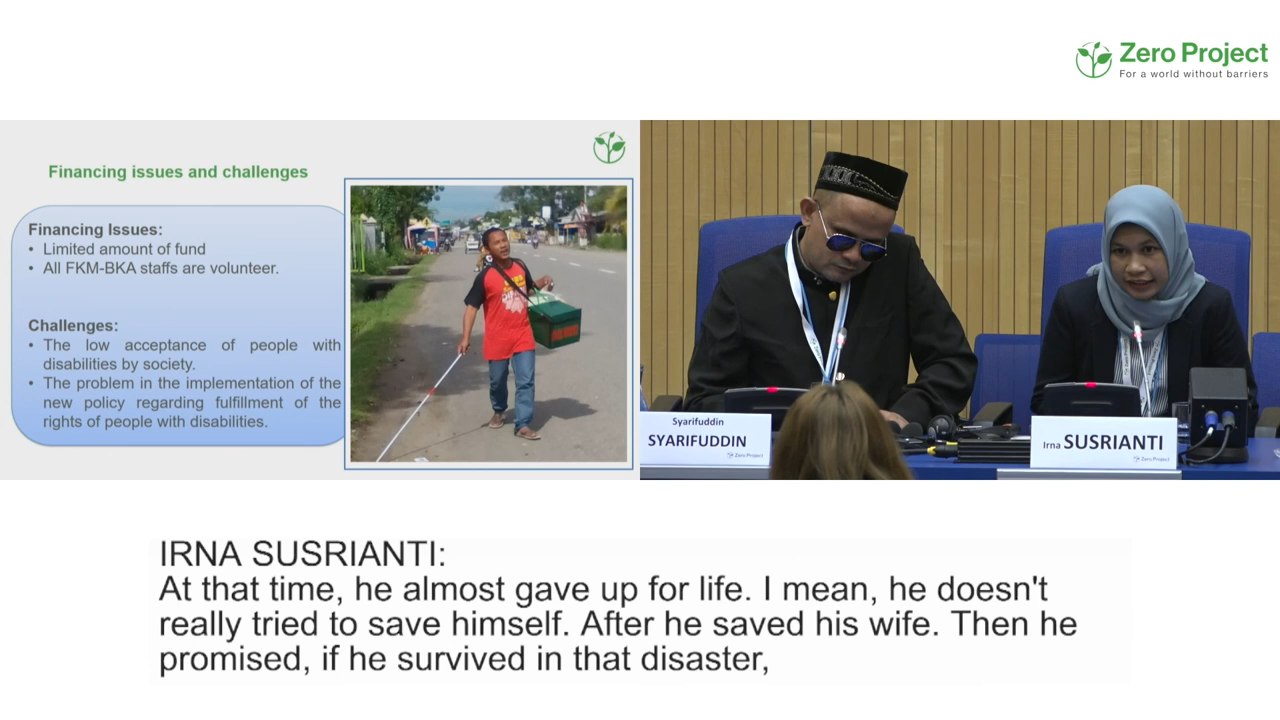 Zero Project
For a world without barriers
Financing issues and challenges
Financing Issues:
• Limited amount of fund
• All FKM-BKA staffs are volunteer.
Challenges:
• The low acceptance of people with
disabilities by society.
• The problem in the implementation of the
new policy regarding fulfillment of the
rights of people with disabilities.
Syarifuddin
SYARIFUDDIN
Zero Project
Irna SUSRIANTI
Zero Project
IRNA SUSRIANTI:
At that time, he almost gave up for life. I mean, he doesn't
really tried to save himself. After he saved his wife. Then he
promised, if he survived in that disaster,